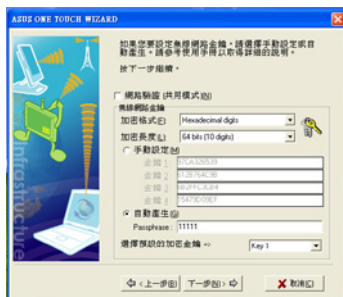 ASUS ONE TOUCH WIZARD
如果您要設定無線網路金鑰，請選擇手動設定或自
動產生。請參考使用手冊以取得詳細的說明。
按下一步繼續。
網路驗證 (共用模式)(N)
無線網路金鑰
加密格式(F) Hexadecimal digits
加密長度(L) 64 bits (10 digits)
手動設定(M)
金鑰 1
金鑰 2
金鑰 3
金鑰 4
自動產生(G)
Passphrase: 11111
選擇預設的加密金鑰 => Key 1
<上一步(B) 下一步(N)> 取消(C)
Infrastructure